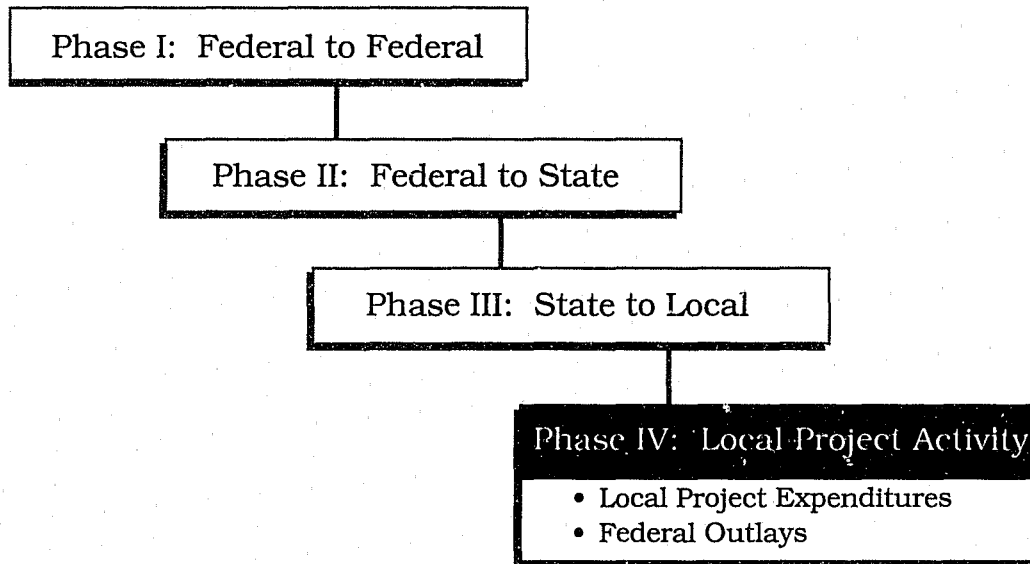 Phase I: Federal to Federal
Phase II: Federal to State
Phase III: State to Local
Phase IV: Local Project Activity
• Local Project Expenditures
• Federal Outlays